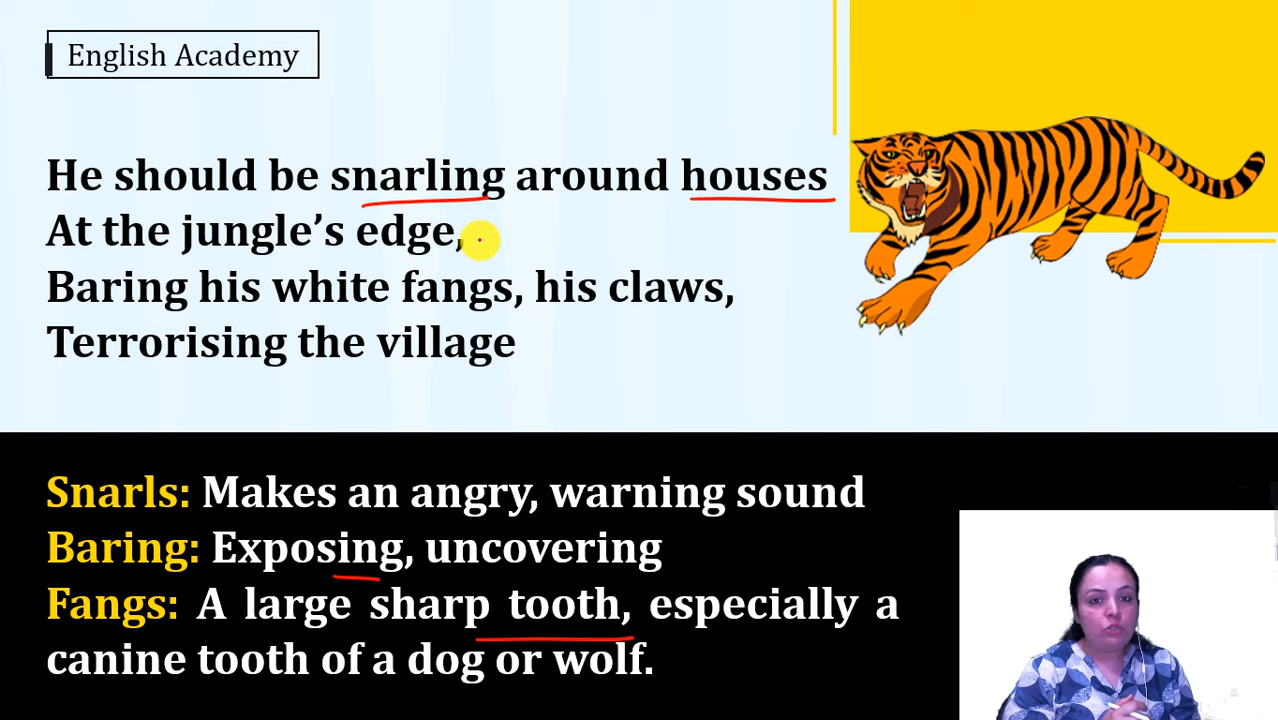 English Academy
He should be snarling around houses
At the jungle’s edge,
Baring his white fangs, his claws,
Terrorising the village
Snarls: Makes an angry, warning sound
Baring: Exposing, uncovering
Fangs: A large sharp tooth, especially a
canine tooth of a dog or wolf.